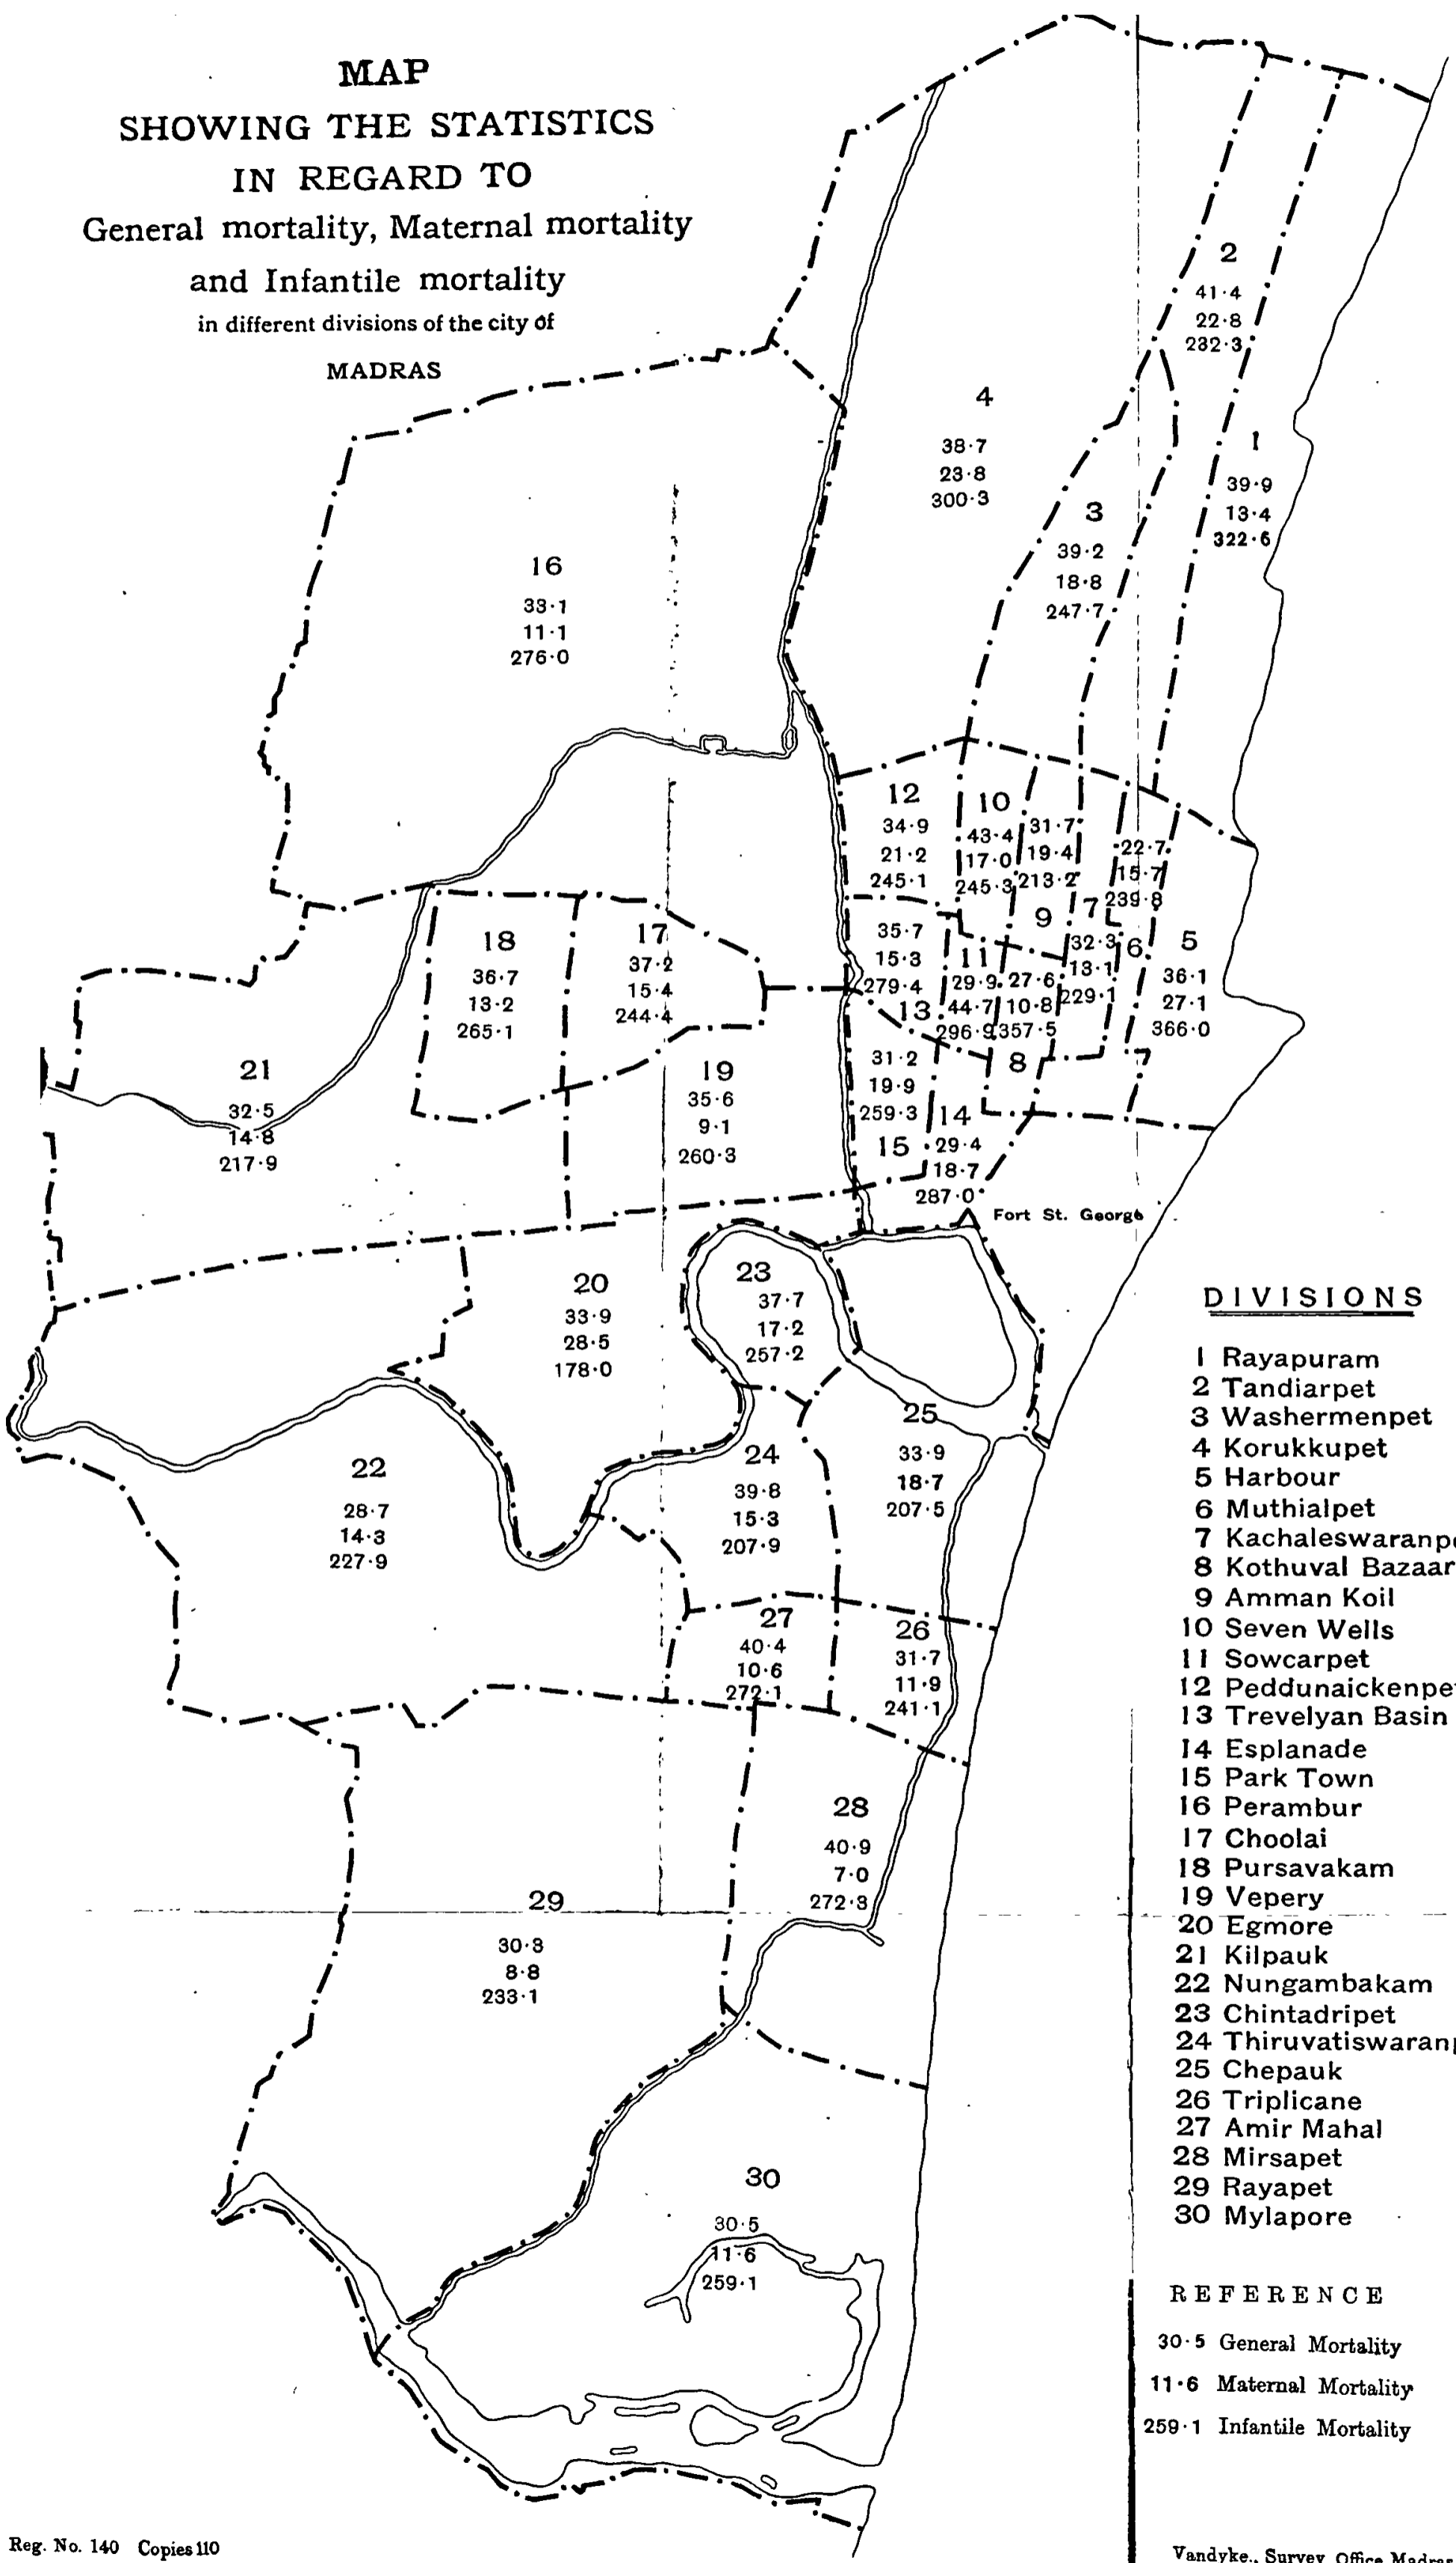 MAP
SHOWING THE STATISTICS
IN REGARD TO
General mortality, Maternal mortality
and Infantile mortality
in different divisions of the city of
MADRAS
2
41·4
22·8
232·3
4
38·7
23·8
300·3
1
39·9
13·4
322·6
3
39·2
18·8
247·7
16
33·1
11·1
276·0
12
34·9
21·2
245·1
10
43·4
17·0
245·3
31·7
19·4
213·2
9
22·7
15·7
239·8
6
7
32·3
13·1
229·1
5
36·1
27·1
366·0
35·7
15·3
279·4
13
11
29·9
44·7
296·9
27·6
10·8
357·5
8
18
36·7
13·2
265·1
17
37·2
15·4
244·4
21
32·5
14·8
217·9
19
35·6
9·1
260·3
31·2
19·9
259·3
15
14
29·4
18·7
287·0
Fort St. George
20
33·9
28·5
178·0
23
37·7
17·2
257·2
22
28·7
14·3
227·9
24
39·8
15·3
207·9
25
33·9
18·7
207·5
27
40·4
10·6
272·1
26
31·7
11·9
241·1
28
40·9
7·0
272·3
29
30·8
8·8
233·1
30
30·5
11·6
259·1
DIVISIONS
1 Rayapuram
2 Tandiarpet
3 Washermenpet
4 Korukkupet
5 Harbour
6 Muthialpet
7 Kachaleswaranpe
8 Kothuval Bazaar
9 Amman Koil
10 Seven Wells
11 Sowcarpet
12 Peddunaickenpet
13 Trevelyan Basin
14 Esplanade
15 Park Town
16 Perambur
17 Choolai
18 Pursavakam
19 Vepery
20 Egmore
21 Kilpauk
22 Nungambakam
23 Chintadripet
24 Thiruvatiswaranp
25 Chepauk
26 Triplicane
27 Amir Mahal
28 Mirsapet
29 Rayapet
30 Mylapore
REFERENCE
30·5 General Mortality
11·6 Maternal Mortality
259·1 Infantile Mortality
Reg. No. 140 Copies 110
Vandyke., Survey Office Madras